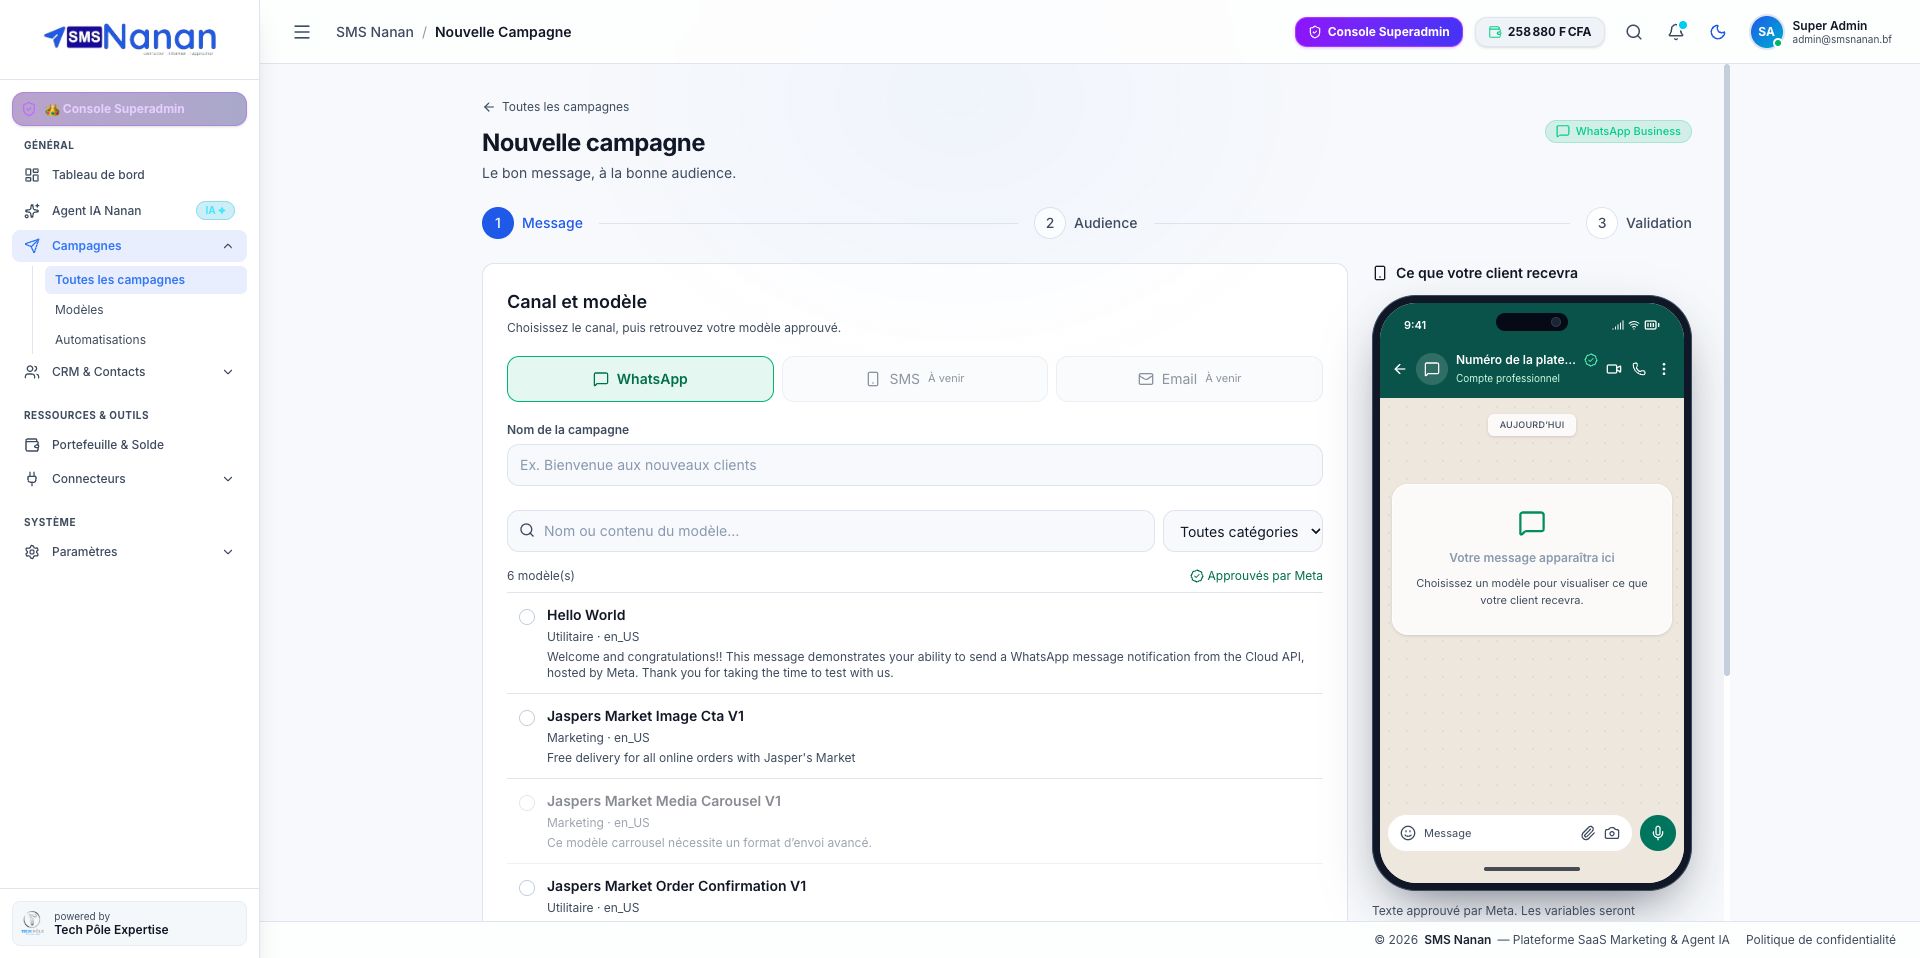 SMS Nanan
Console Superadmin
GÉNÉRAL
Tableau de bord
Agent IA Nanan
IA
Campagnes
Toutes les campagnes
Modèles
Automatisations
CRM & Contacts
RESSOURCES & OUTILS
Portefeuille & Solde
Connecteurs
SYSTÈME
Paramètres
powered by
Tech Pôle Expertise
SMS Nanan / Nouvelle Campagne
Console Superadmin
258 880 F CFA
SA
Super Admin
admin@smsnanan.bf
Toutes les campagnes
Nouvelle campagne
Le bon message, à la bonne audience.
WhatsApp Business
1 Message
2 Audience
3 Validation
Canal et modèle
Choisissez le canal, puis retrouvez votre modèle approuvé.
WhatsApp
SMS À venir
Email À venir
Nom de la campagne
Ex. Bienvenue aux nouveaux clients
Nom ou contenu du modèle...
Toutes catégories
6 modèle(s)
Approuvés par Meta
Hello World
Utilitaire · en_US
Welcome and congratulations!! This message demonstrates your ability to send a WhatsApp message notification from the Cloud API,
hosted by Meta. Thank you for taking the time to test with us.
Jaspers Market Image Cta V1
Marketing · en_US
Free delivery for all online orders with Jasper's Market
Jaspers Market Media Carousel V1
Marketing · en_US
Ce modèle carrousel nécessite un format d’envoi avancé.
Jaspers Market Order Confirmation V1
Utilitaire · en_US
Ce que votre client recevra
9:41
Numéro de la plate...
Compte professionnel
AUJOURD'HUI
Votre message apparaîtra ici
Choisissez un modèle pour visualiser ce que
votre client recevra.
Message
Texte approuvé par Meta. Les variables seront
© 2026 SMS Nanan — Plateforme SaaS Marketing & Agent IA
Politique de confidentialité